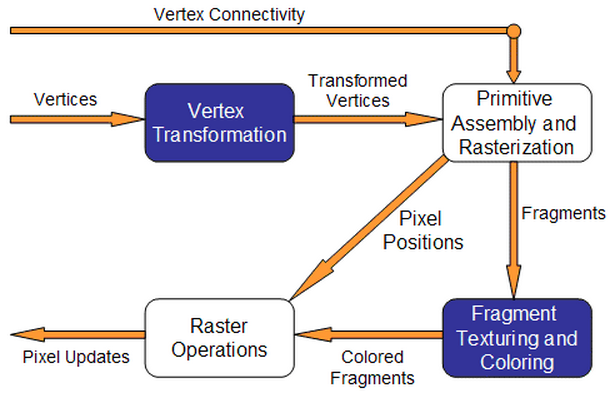 Vertex Connectivity
Vertices
Vertex
Transformation
Transformed
Vertices
Primitive
Assembly and
Rasterization
Pixel
Positions
Fragments
Fragment
Texturing and
Coloring
Colored
Fragments
Raster
Operations
Pixel Updates